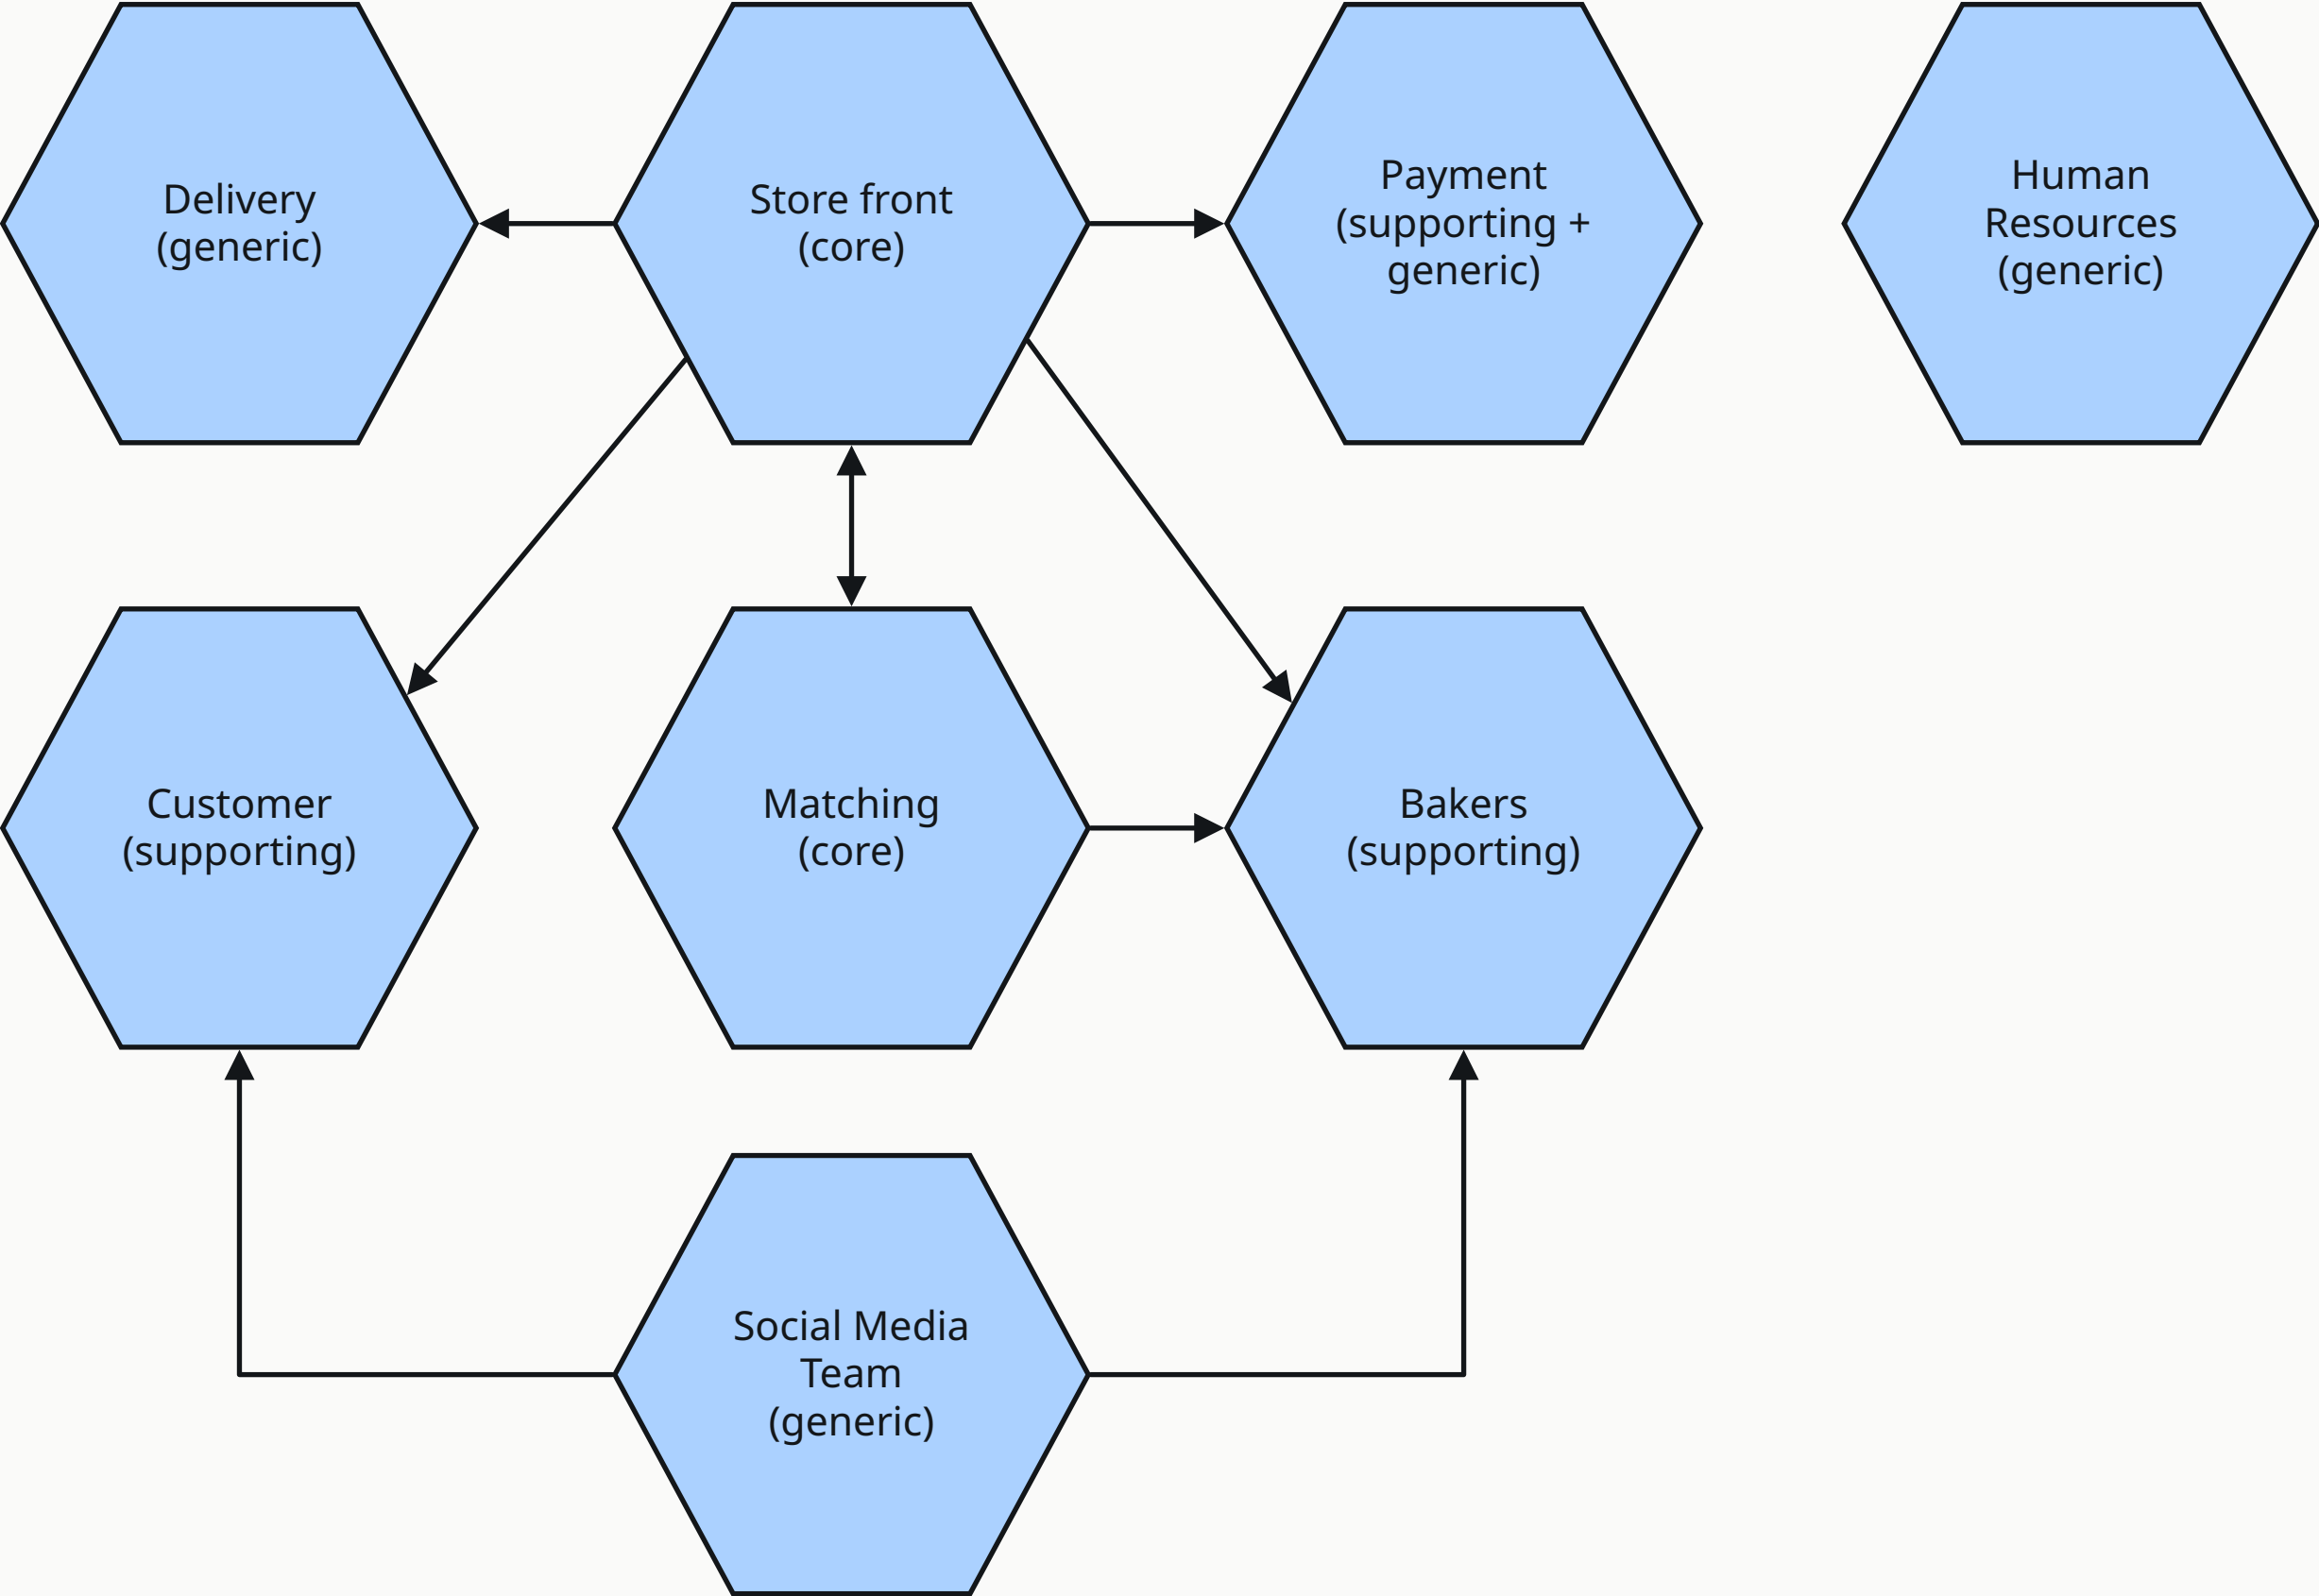 Delivery
(generic)
Store front
(core)
Payment
(supporting +
generic)
Human
Resources
(generic)
Customer
(supporting)
Matching
(core)
Bakers
(supporting)
Social Media
Team
(generic)